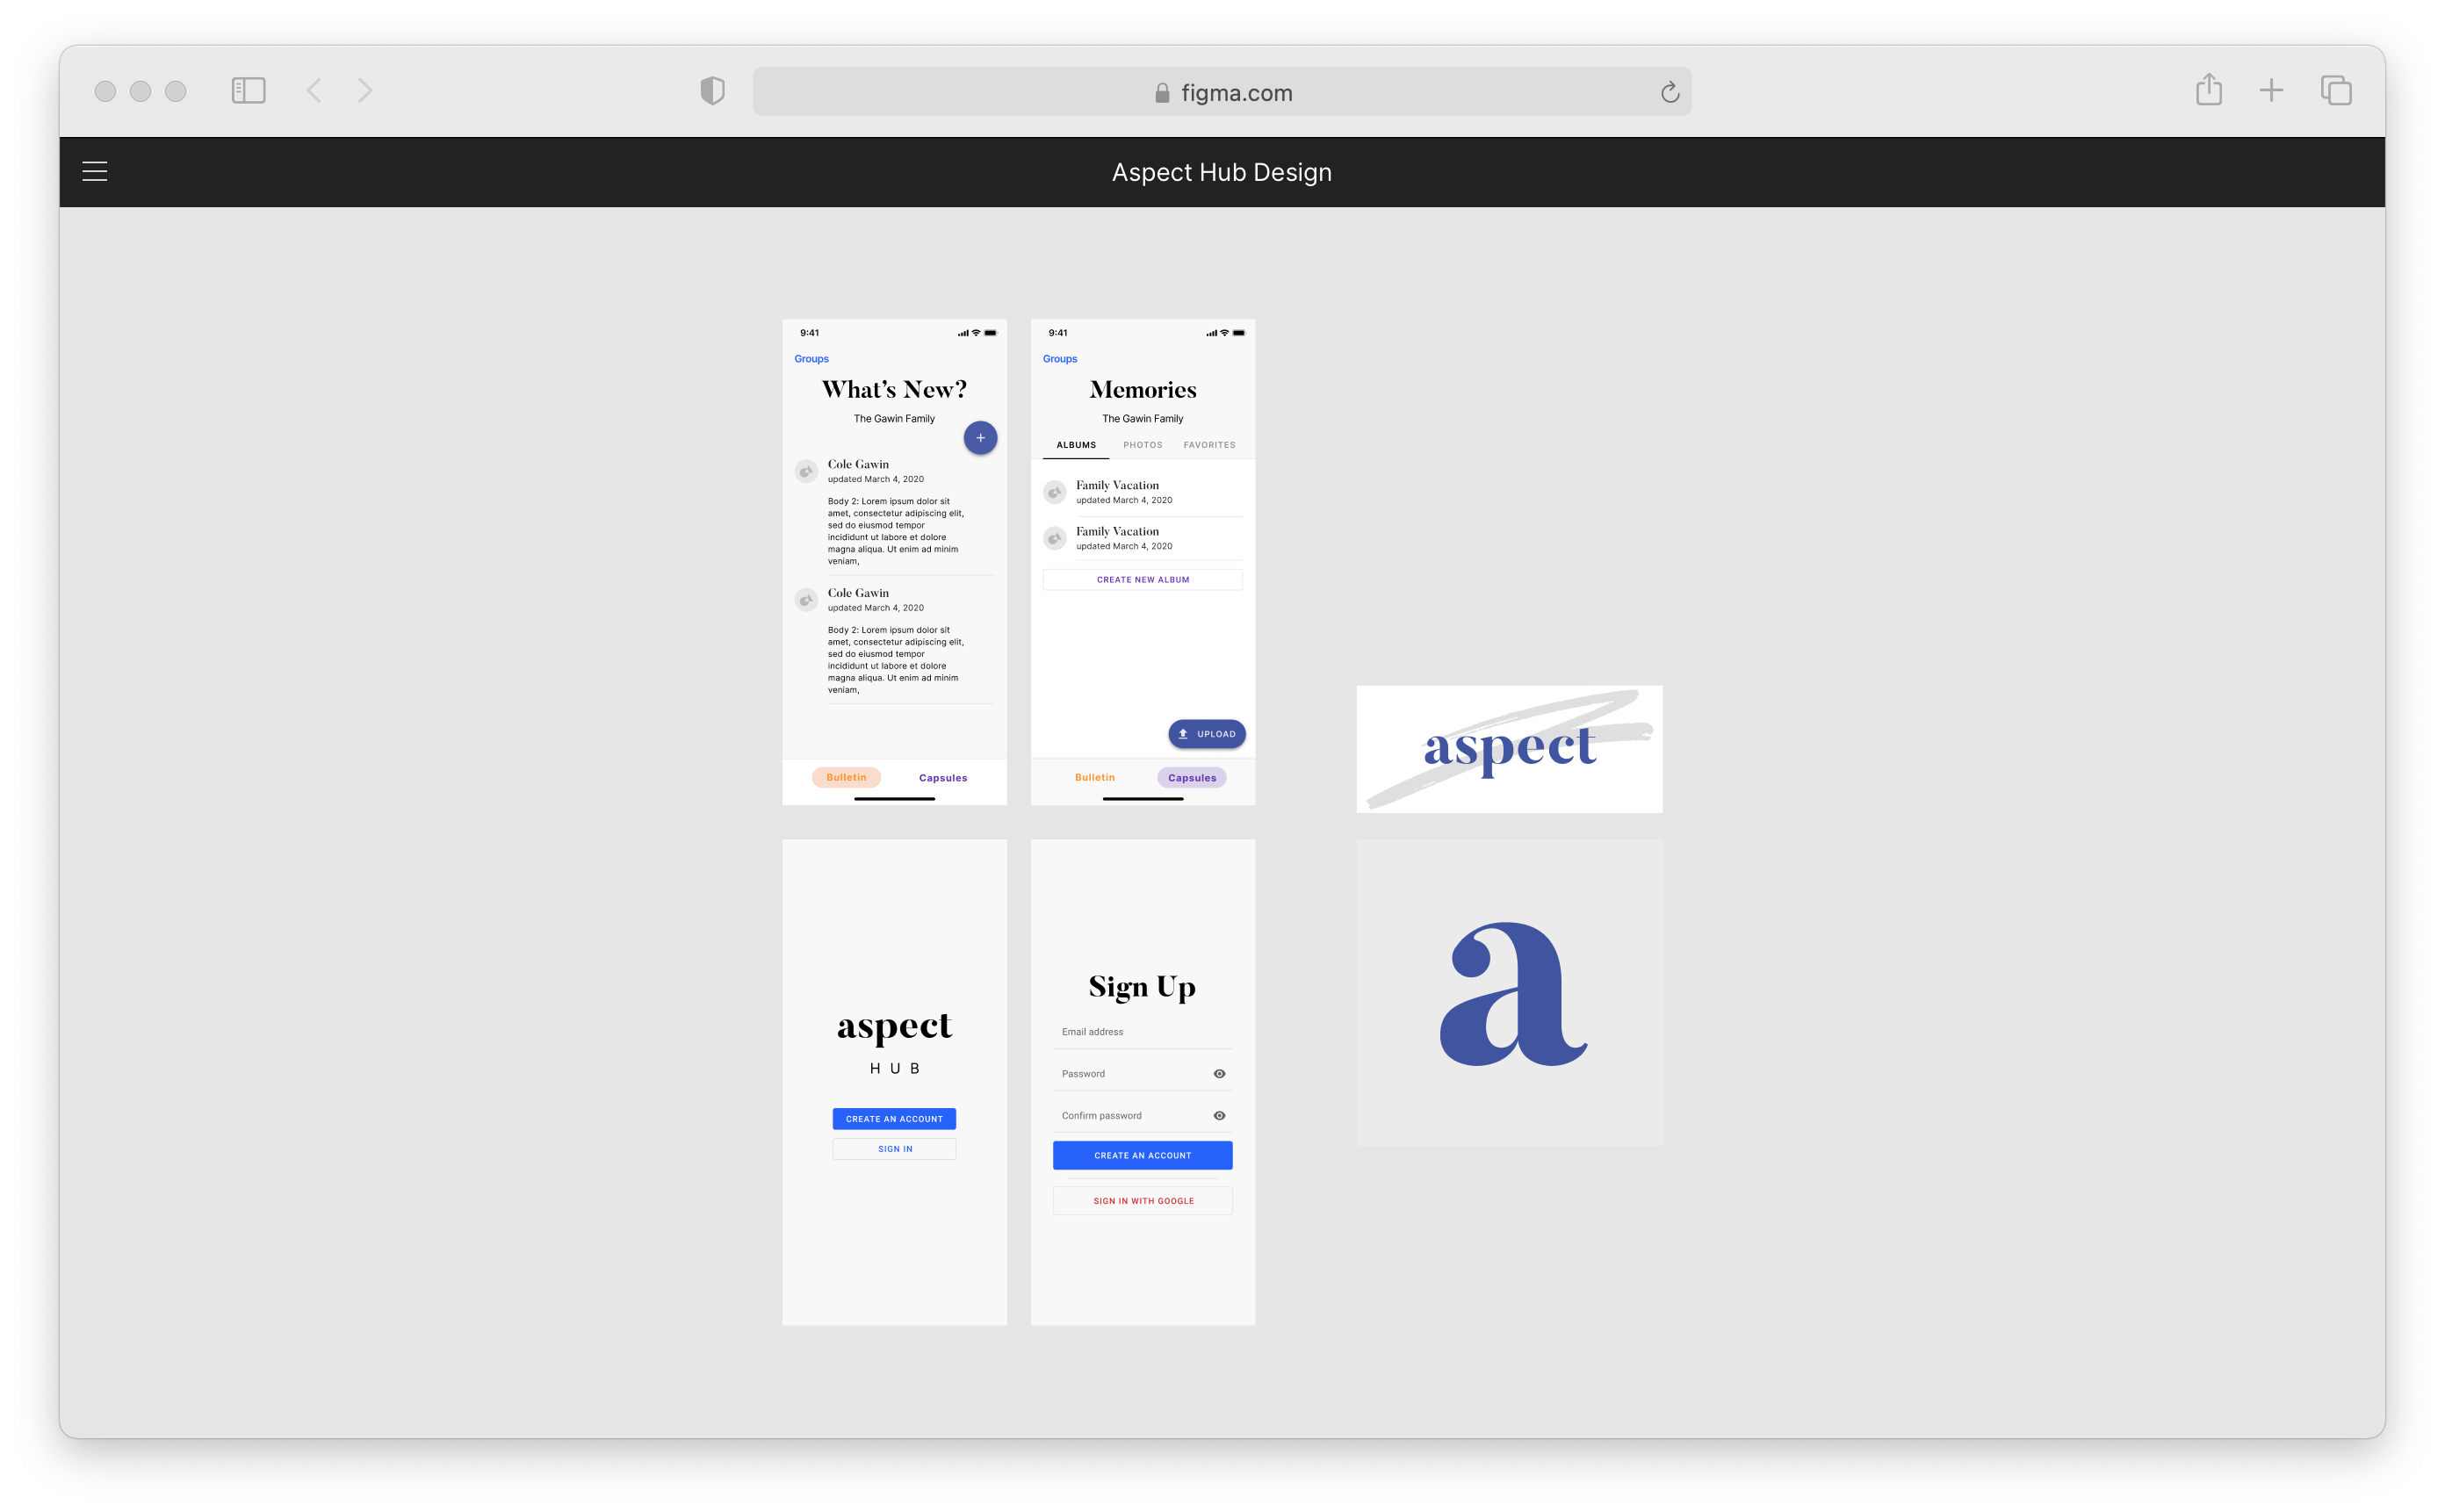 figma.com
Aspect Hub Design
9:41
Groups
What's New?
The Gawin Family
+
Cole Gawin
updated March 4, 2020
Body 2: Lorem ipsum dolor sit
amet, consectetur adipiscing elit,
sed do eiusmod tempor
incididunt ut labore et dolore
magna aliqua. Ut enim ad minim
veniam,
Cole Gawin
updated March 4, 2020
Body 2: Lorem ipsum dolor sit
amet, consectetur adipiscing elit,
sed do eiusmod tempor
incididunt ut labore et dolore
magna aliqua. Ut enim ad minim
veniam,
Bulletin Capsules
9:41
Groups
Memories
The Gawin Family
ALBUMS PHOTOS FAVORITES
Family Vacation
updated March 4, 2020
Family Vacation
updated March 4, 2020
CREATE NEW ALBUM
UPLOAD
Bulletin Capsules
aspect
aspect
HUB
CREATE AN ACCOUNT
SIGN IN
Sign Up
Email address
Password
Confirm password
CREATE AN ACCOUNT
SIGN IN WITH GOOGLE
a